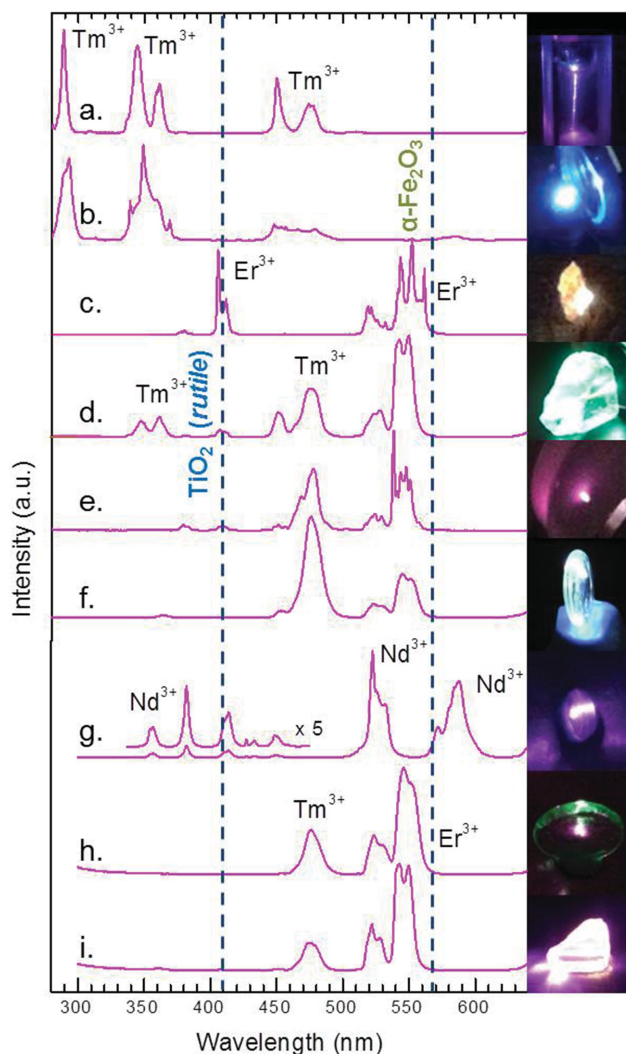 Tm³⁺ Tm³⁺ Tm³⁺
a.
α-Fe₂O₃
b.
Er³⁺ Er³⁺
c.
Tm³⁺ Tm³⁺
d.
TiO₂ (rutile)
e.
f.
Nd³⁺ Nd³⁺ Nd³⁺
g. x 5
Tm³⁺ Er³⁺
h.
i.
Intensity (a.u.)
300 350 400 450 500 550 600
Wavelength (nm)